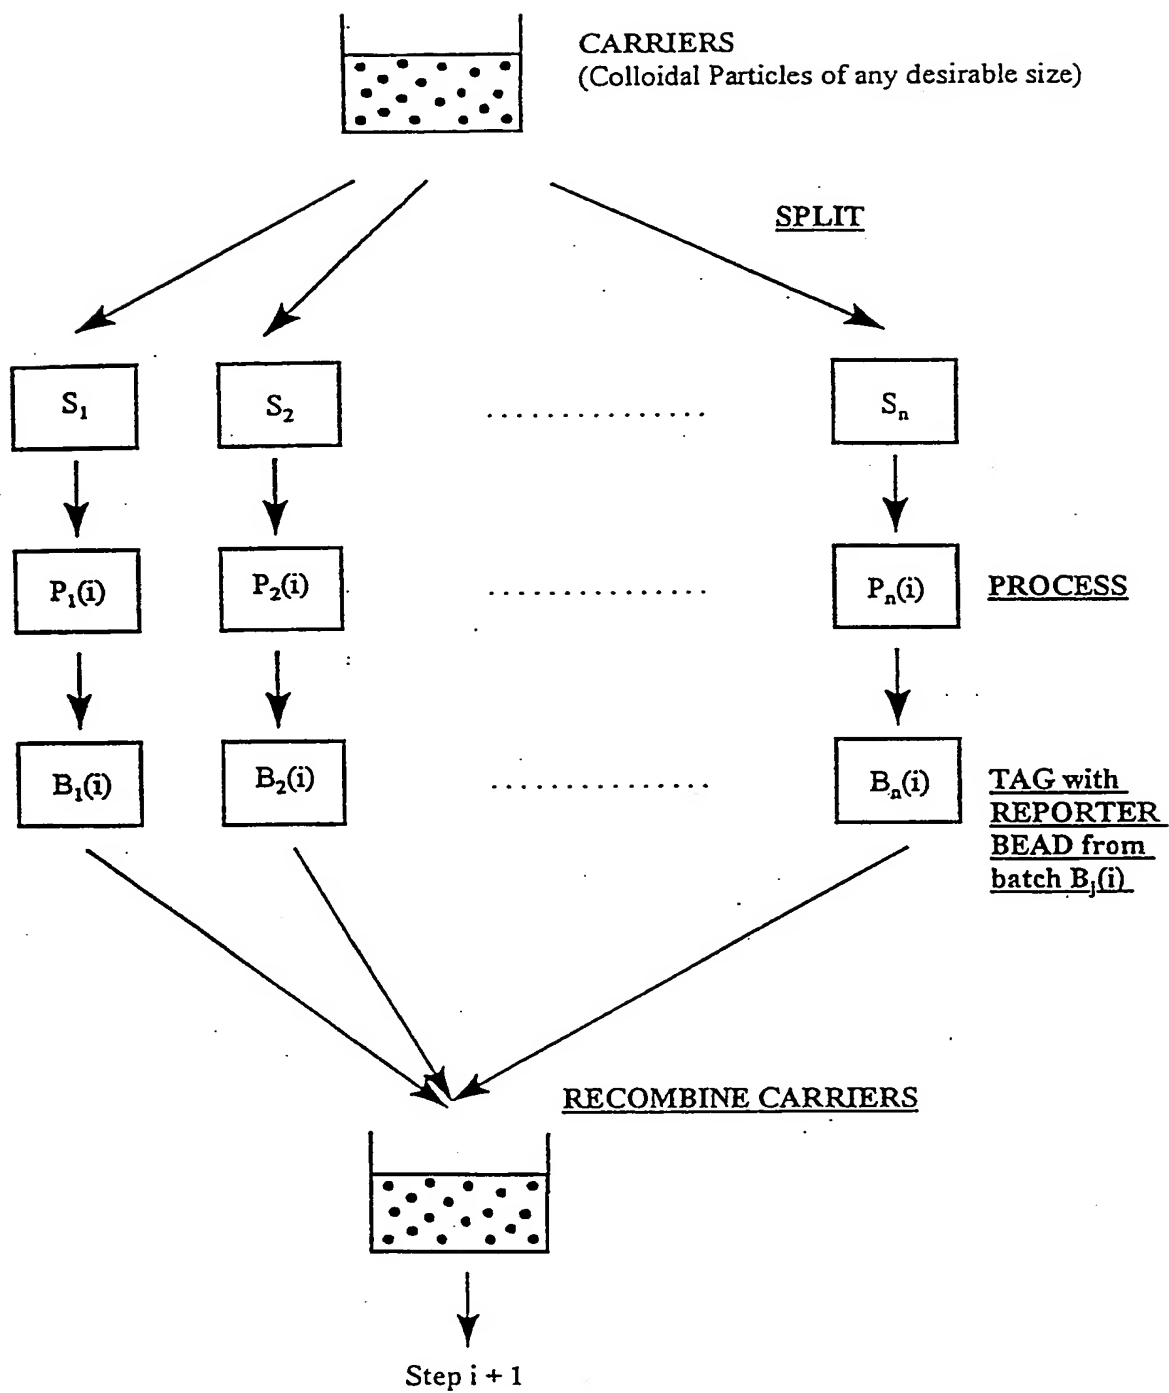 CARRIERS
(Colloidal Particles of any desirable size)
SPLIT
S₁ S₂ ............... Sₙ
P₁(i) P₂(i) ............... Pₙ(i) PROCESS
B₁(i) B₂(i) ............... Bₙ(i)
TAG with
REPORTER
BEAD from
batch Bⱼ(i)
RECOMBINE CARRIERS
Step i + 1